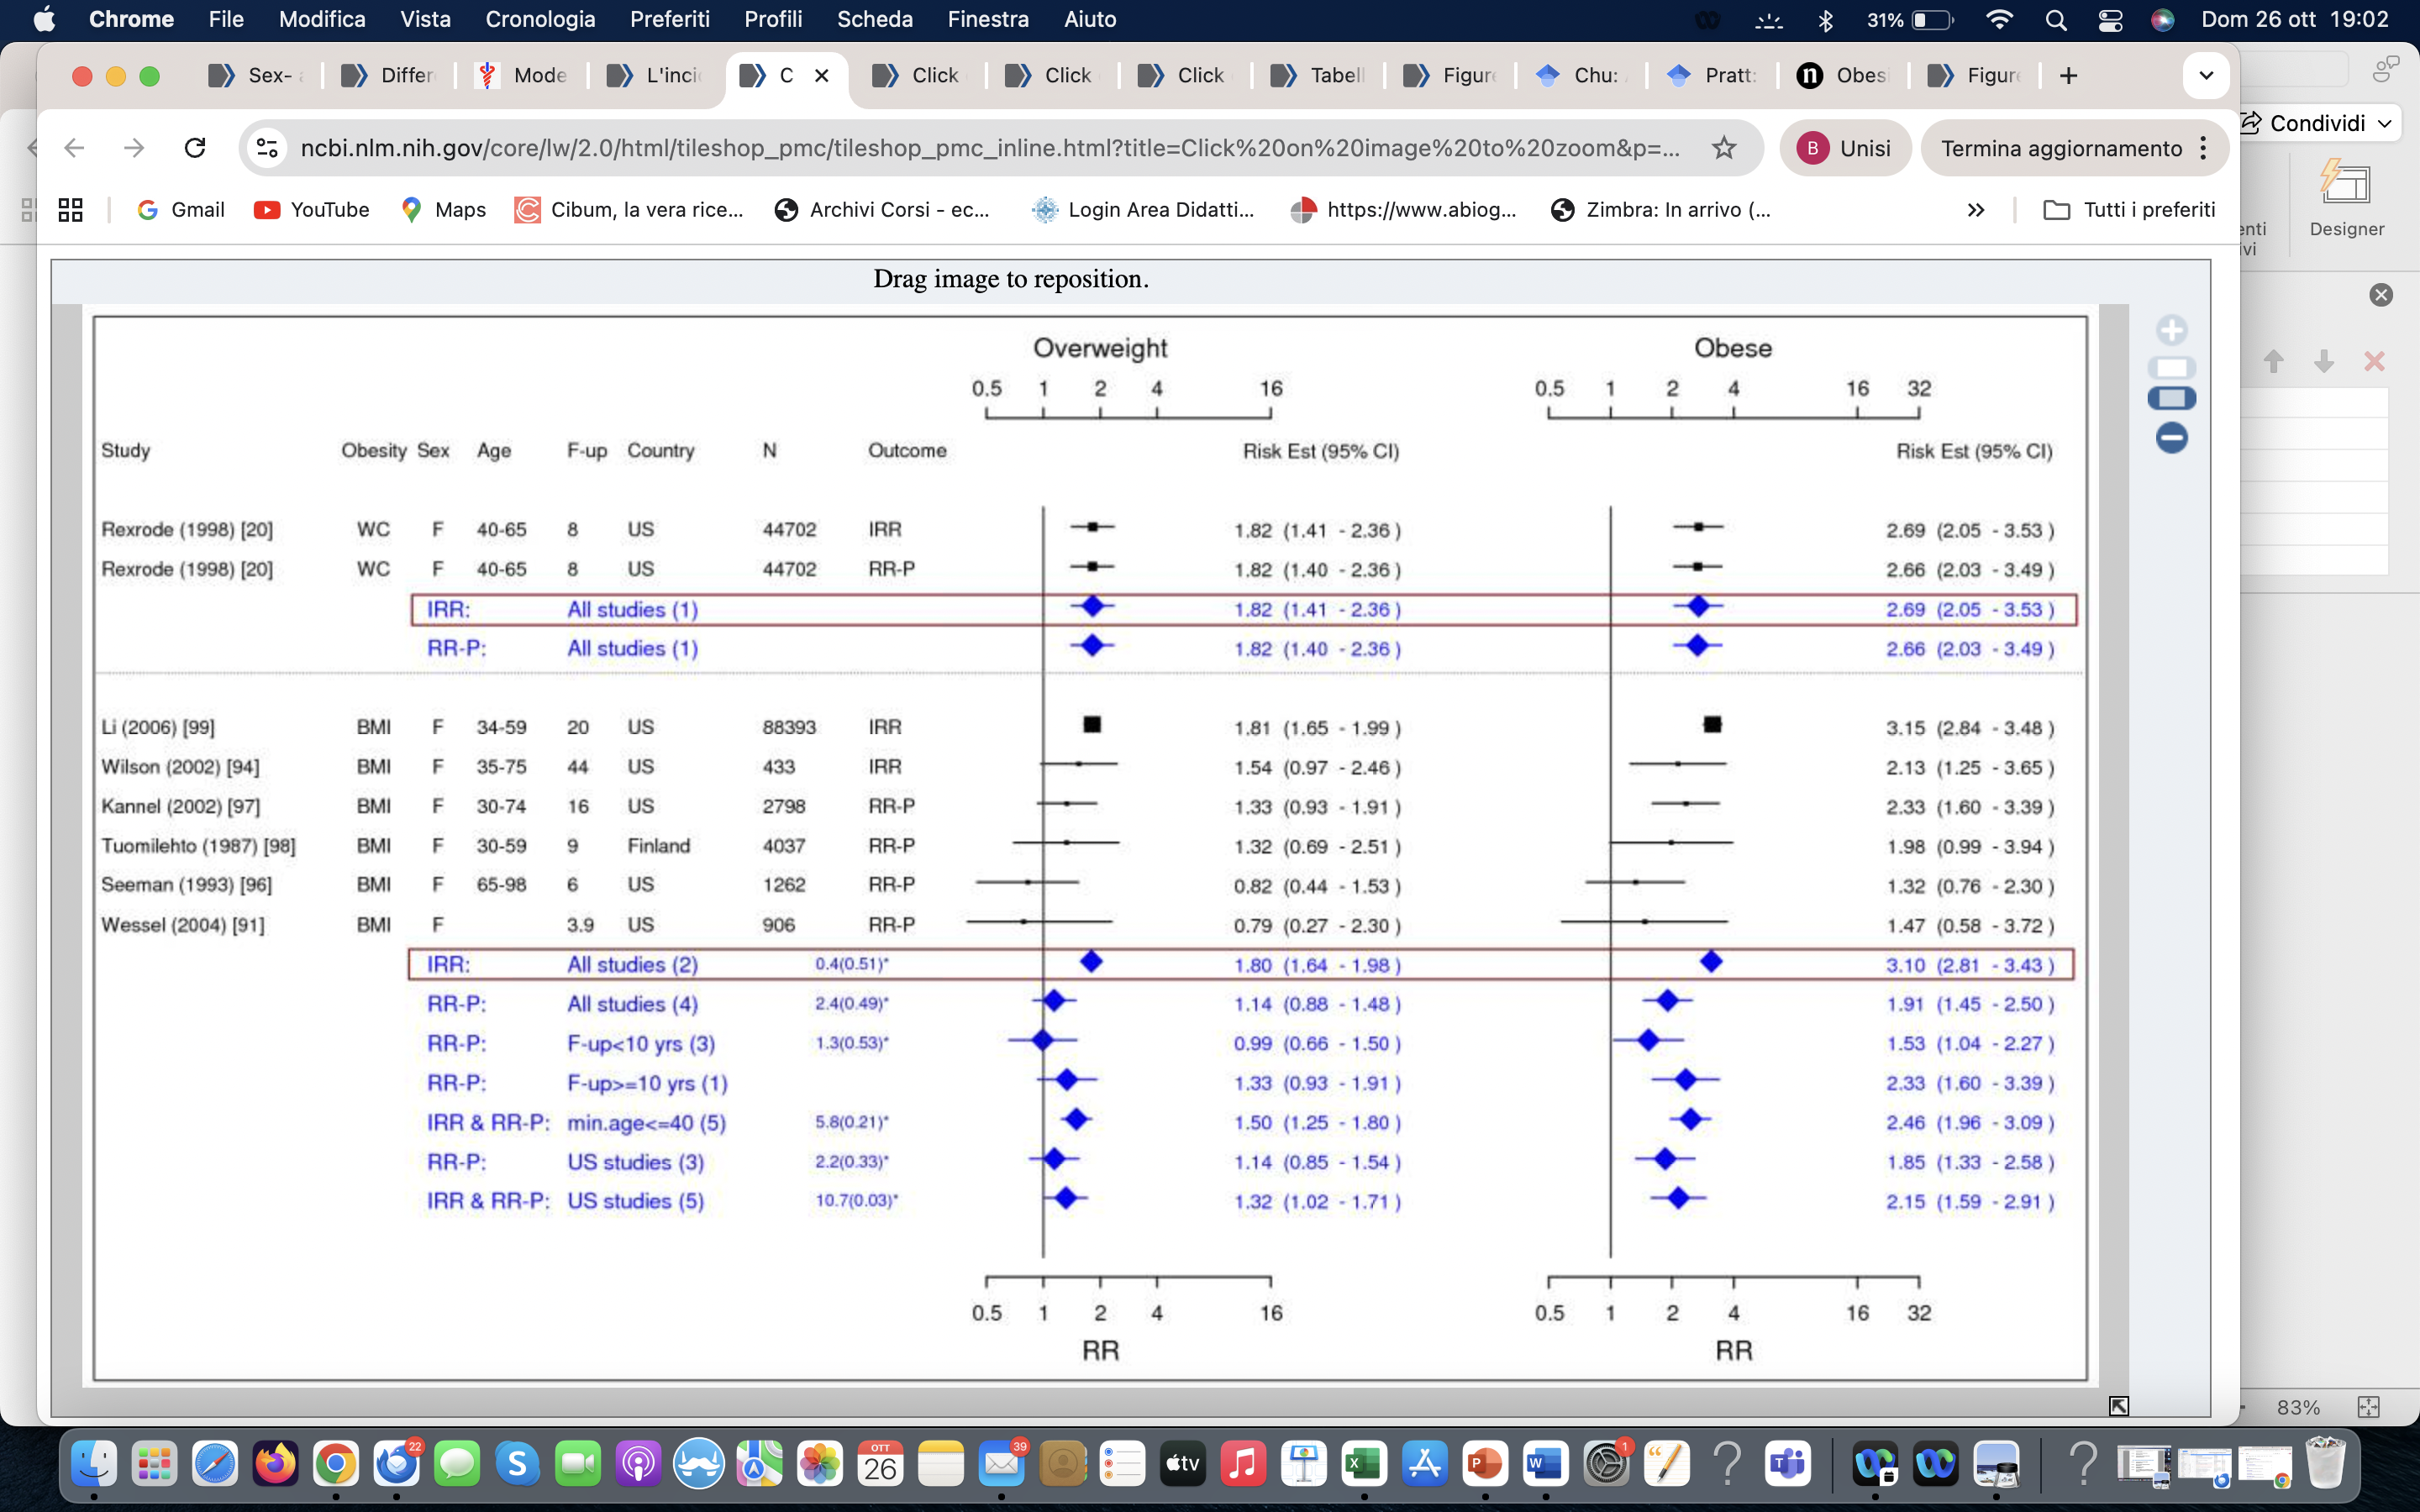 Chrome File Modifica Vista Cronologia Preferiti Profili Scheda Finestra Aiuto 31% Dom 26 ott 19:02
Sex- Differ Mode L'inci C Click Click Click Tabell Figure Chu: Pratt: Obes Figure
ncbi.nlm.nih.gov/core/lw/2.0/html/tileshop_pmc/tileshop_pmc_inline.html?title=Click%20on%20image%20to%20zoom&p=... B Unisi Termina aggiornamento
Condividi
Gmail YouTube Maps Cibum, la vera rice... Archivi Corsi - ec... Login Area Didatti... https://www.abiog... Zimbra: In arrivo (... Tutti i preferiti
Designer
Drag image to reposition.
Overweight Obese
0.5 1 2 4 16 0.5 1 2 4 16 32
Study Obesity Sex Age F-up Country N Outcome Risk Est (95% CI) Risk Est (95% CI)
Rexrode (1998) [20] WC F 40-65 8 US 44702 IRR 1.82 (1.41 - 2.36 ) 2.69 (2.05 - 3.53 )
Rexrode (1998) [20] WC F 40-65 8 US 44702 RR-P 1.82 (1.40 - 2.36 ) 2.66 (2.03 - 3.49 )
IRR: All studies (1) 1.82 (1.41 - 2.36 ) 2.69 (2.05 - 3.53 )
RR-P: All studies (1) 1.82 (1.40 - 2.36 ) 2.66 (2.03 - 3.49 )
Li (2006) [99] BMI F 34-59 20 US 88393 IRR 1.81 (1.65 - 1.99 ) 3.15 (2.84 - 3.48 )
Wilson (2002) [94] BMI F 35-75 44 US 433 IRR 1.54 (0.97 - 2.46 ) 2.13 (1.25 - 3.65 )
Kannel (2002) [97] BMI F 30-74 16 US 2798 RR-P 1.33 (0.93 - 1.91 ) 2.33 (1.60 - 3.39 )
Tuomilehto (1987) [98] BMI F 30-59 9 Finland 4037 RR-P 1.32 (0.69 - 2.51 ) 1.98 (0.99 - 3.94 )
Seeman (1993) [96] BMI F 65-98 6 US 1262 RR-P 0.82 (0.44 - 1.53 ) 1.32 (0.76 - 2.30 )
Wessel (2004) [91] BMI F 3.9 US 906 RR-P 0.79 (0.27 - 2.30 ) 1.47 (0.58 - 3.72 )
IRR: All studies (2) 0.4(0.51)* 1.80 (1.64 - 1.98 ) 3.10 (2.81 - 3.43 )
RR-P: All studies (4) 2.4(0.49)* 1.14 (0.88 - 1.48 ) 1.91 (1.45 - 2.50 )
RR-P: F-up<10 yrs (3) 1.3(0.53)* 0.99 (0.66 - 1.50 ) 1.53 (1.04 - 2.27 )
RR-P: F-up>=10 yrs (1) 1.33 (0.93 - 1.91 ) 2.33 (1.60 - 3.39 )
IRR & RR-P: min.age<=40 (5) 5.8(0.21)* 1.50 (1.25 - 1.80 ) 2.46 (1.96 - 3.09 )
RR-P: US studies (3) 2.2(0.33)* 1.14 (0.85 - 1.54 ) 1.85 (1.33 - 2.58 )
IRR & RR-P: US studies (5) 10.7(0.03)* 1.32 (1.02 - 1.71 ) 2.15 (1.59 - 2.91 )
0.5 1 2 4 16 0.5 1 2 4 16 32
RR RR
83%
22 OTT 26 39 tv 1